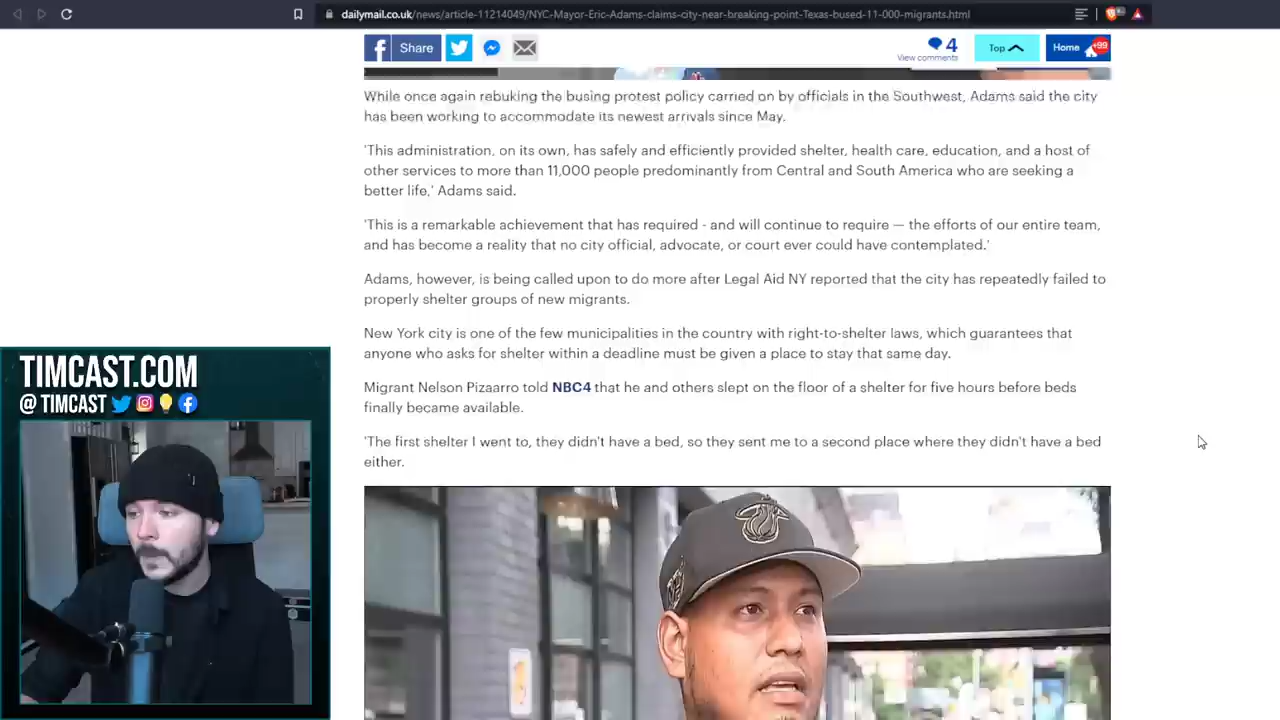 dailymail.co.uk/news/article-11214049/NYC-Mayor-Eric-Adams-claims-city-near-breaking-point-Texas-bused-11-000-migrants.html
Share
4
View comments
Top
Home
+99
While once again rebuking the busing protest policy carried on by officials in the Southwest, Adams said the city
has been working to accommodate its newest arrivals since May.
'This administration, on its own, has safely and efficiently provided shelter, health care, education, and a host of
other services to more than 11,000 people predominantly from Central and South America who are seeking a
better life,' Adams said.
'This is a remarkable achievement that has required - and will continue to require — the efforts of our entire team,
and has become a reality that no city official, advocate, or court ever could have contemplated.'
Adams, however, is being called upon to do more after Legal Aid NY reported that the city has repeatedly failed to
properly shelter groups of new migrants.
New York city is one of the few municipalities in the country with right-to-shelter laws, which guarantees that
anyone who asks for shelter within a deadline must be given a place to stay that same day.
Migrant Nelson Pizaarro told NBC4 that he and others slept on the floor of a shelter for five hours before beds
finally became available.
'The first shelter I went to, they didn't have a bed, so they sent me to a second place where they didn't have a bed
either.
TIMCAST.COM
@ TIMCAST